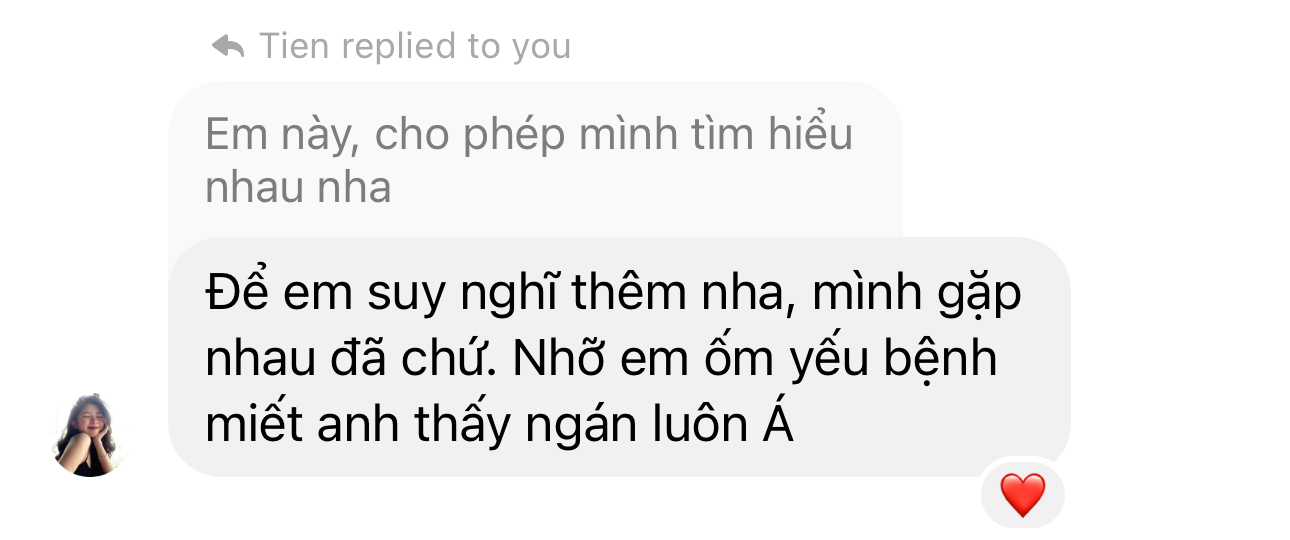 Tien replied to you
Em này, cho phép mình tìm hiểu
nhau nha
Để em suy nghĩ thêm nha, mình gặp
nhau đã chứ. Nhỡ em ốm yếu bệnh
miết anh thấy ngán luôn Á